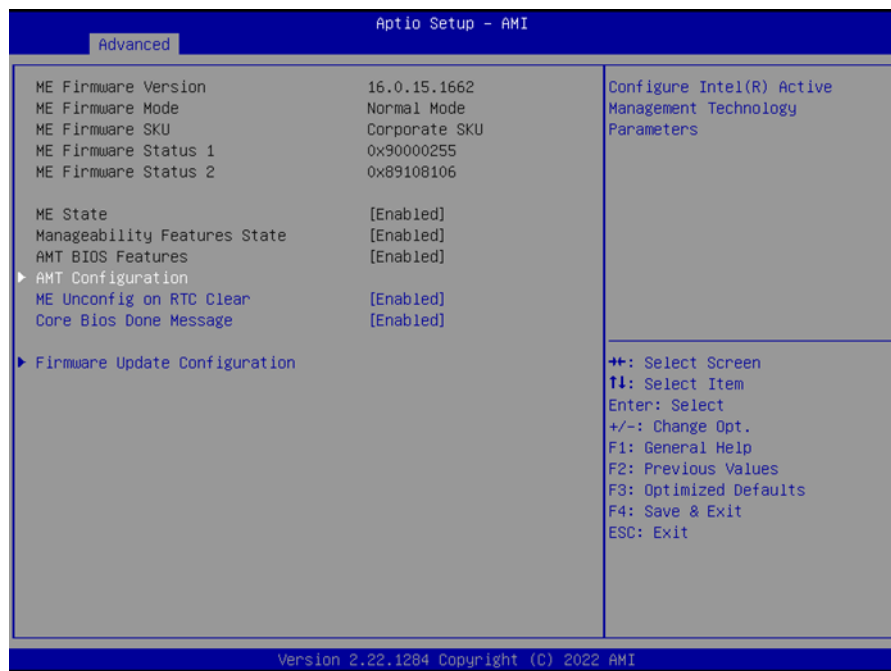 Aptio Setup – AMI
Advanced
ME Firmware Version 16.0.15.1662
ME Firmware Mode Normal Mode
ME Firmware SKU Corporate SKU
ME Firmware Status 1 0x90000255
ME Firmware Status 2 0x89108106
ME State [Enabled]
Manageability Features State [Enabled]
AMT BIOS Features [Enabled]
▶ AMT Configuration
ME Unconfig on RTC Clear [Enabled]
Core Bios Done Message [Enabled]
▶ Firmware Update Configuration
Configure Intel(R) Active
Management Technology
Parameters
→←: Select Screen
↑↓: Select Item
Enter: Select
+/-: Change Opt.
F1: General Help
F2: Previous Values
F3: Optimized Defaults
F4: Save & Exit
ESC: Exit
Version 2.22.1284 Copyright (C) 2022 AMI